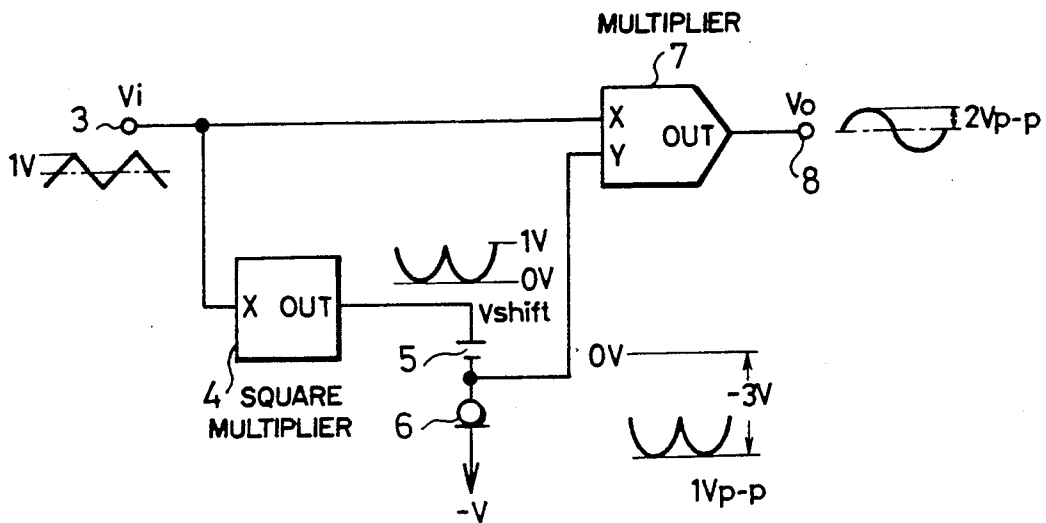 MULTIPLIER
7
Vi
3
1V
X
Y
OUT
Vo
8
2Vp-p
1V
0V
X OUT
Vshift
5
4 SQUARE
MULTIPLIER
6
-V
0V
-3V
1Vp-p